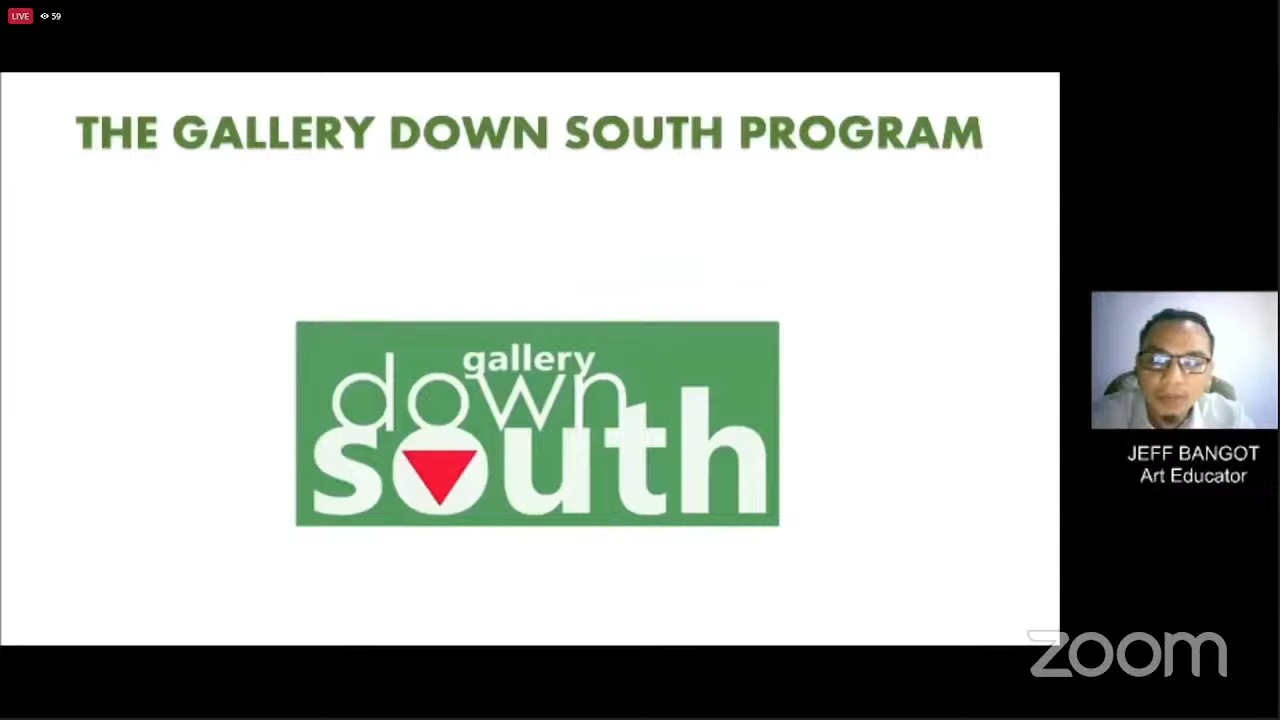 LIVE 59
THE GALLERY DOWN SOUTH PROGRAM
gallery
down
south
JEFF BANGOT
Art Educator
zoom